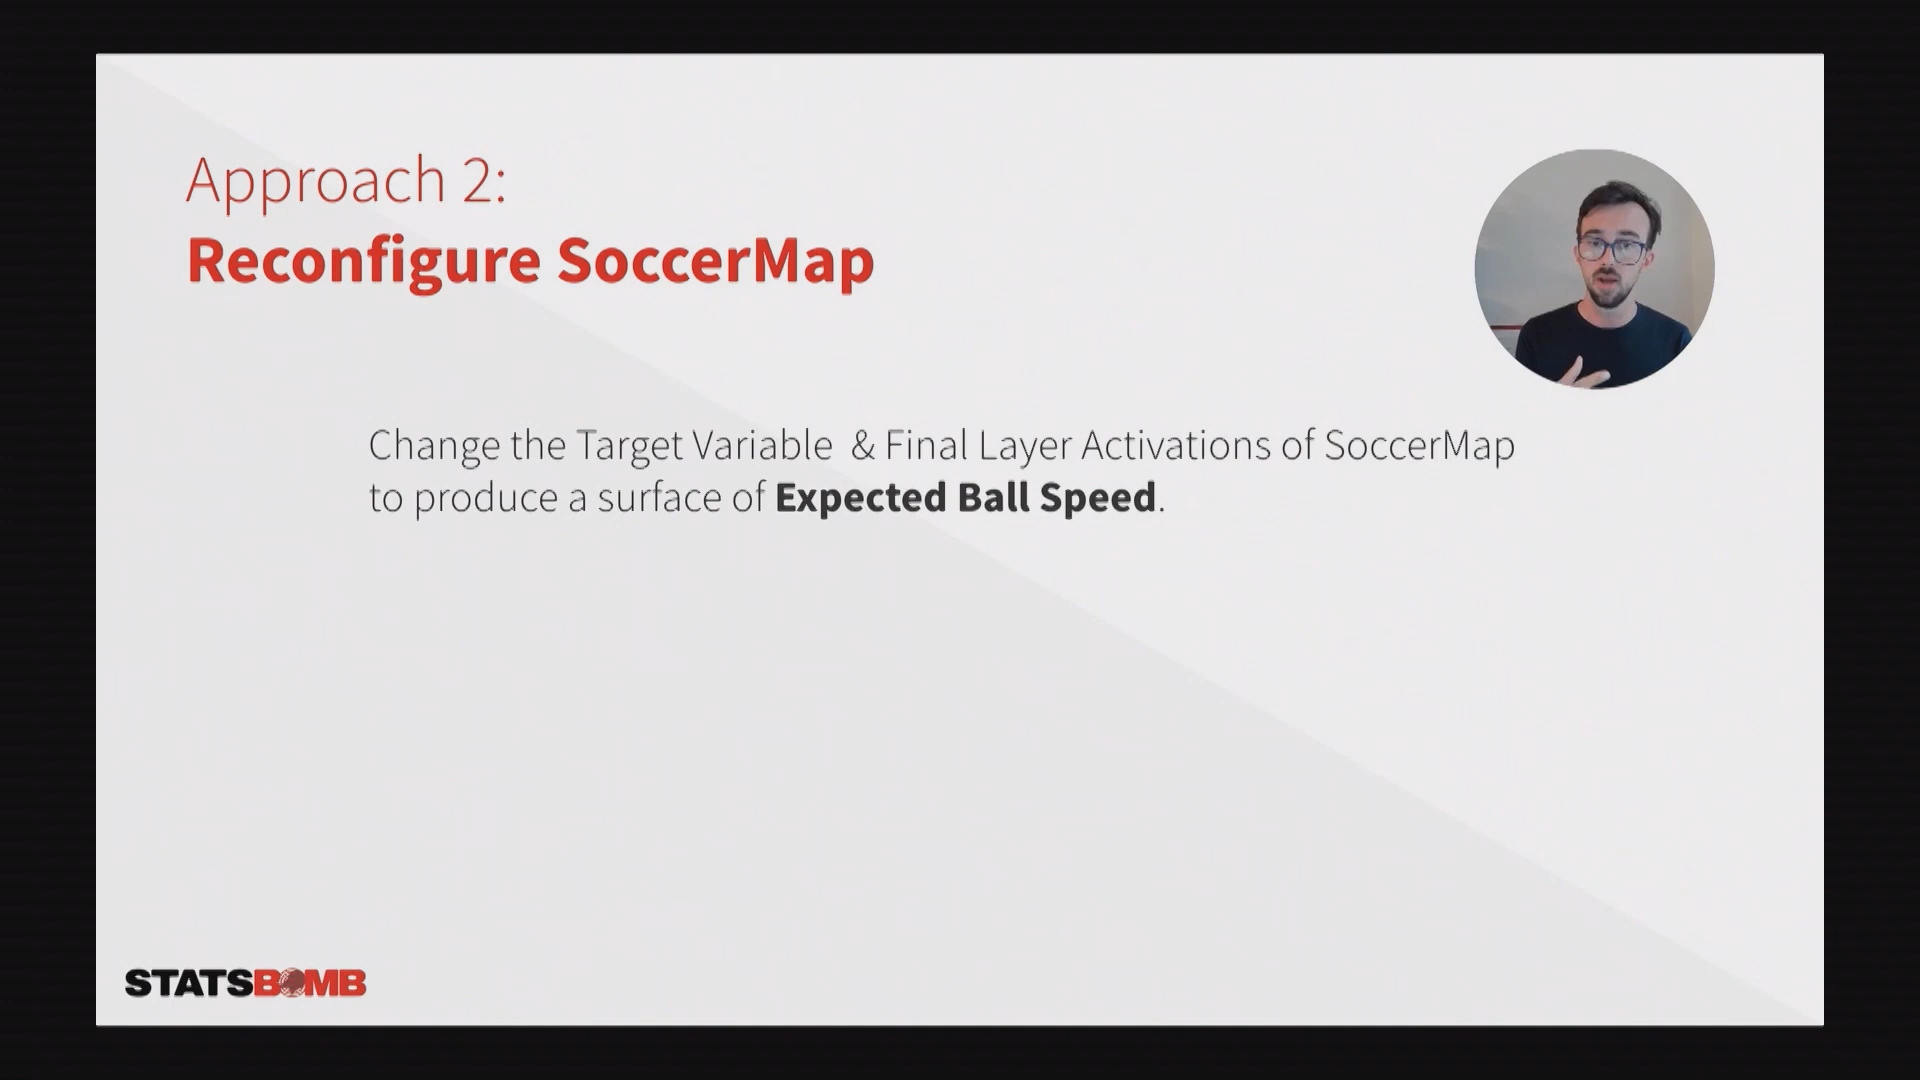 Approach 2:
Reconfigure SoccerMap
Change the Target Variable & Final Layer Activations of SoccerMap
to produce a surface of Expected Ball Speed.
STATSBOMB